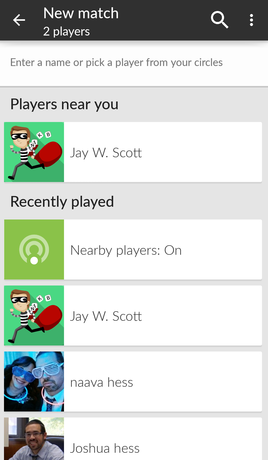 New match
2 players
Enter a name or pick a player from your circles
Players near you
Jay W. Scott
Recently played
Nearby players: On
Jay W. Scott
naava hess
Joshua hess